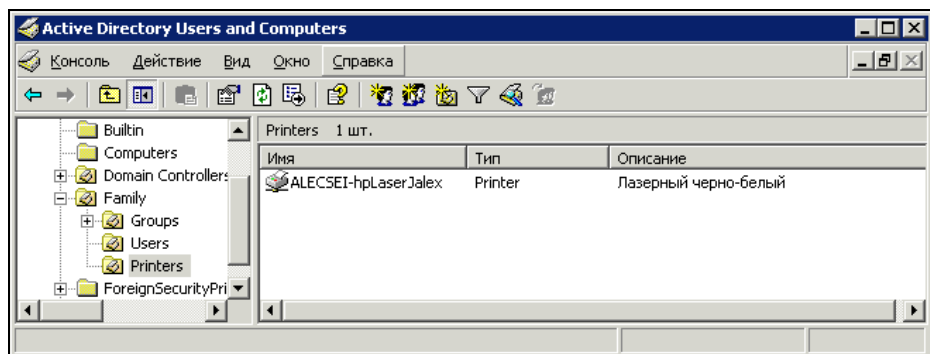 Active Directory Users and Computers
Консоль Действие Вид Окно Справка
Printers 1 шт.
Имя Тип Описание
ALECSEI-hpLaserJalex Printer Лазерный черно-белый
Builtin
Computers
Domain Controllers
Family
Groups
Users
Printers
ForeignSecurityPri